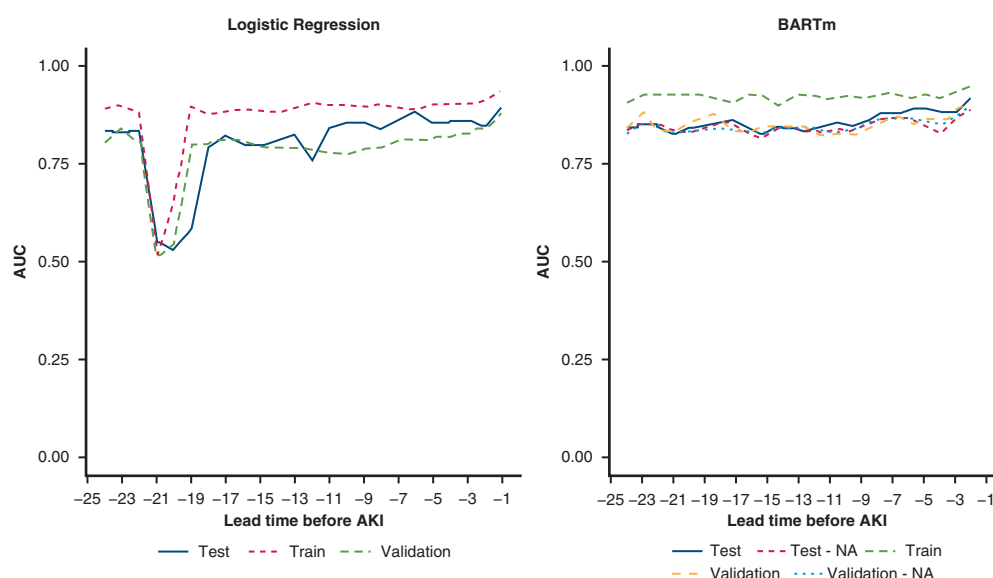 Logistic Regression
1.00
0.75
0.50
0.25
0.00
AUC
−25 −23 −21 −19 −17 −15 −13 −11 −9 −7 −5 −3 −1
Lead time before AKI
Test Train Validation
BARTm
1.00
0.75
0.50
0.25
0.00
AUC
−25 −23 −21 −19 −17 −15 −13 −11 −9 −7 −5 −3 −1
Lead time before AKI
Test Test - NA Train
Validation Validation - NA